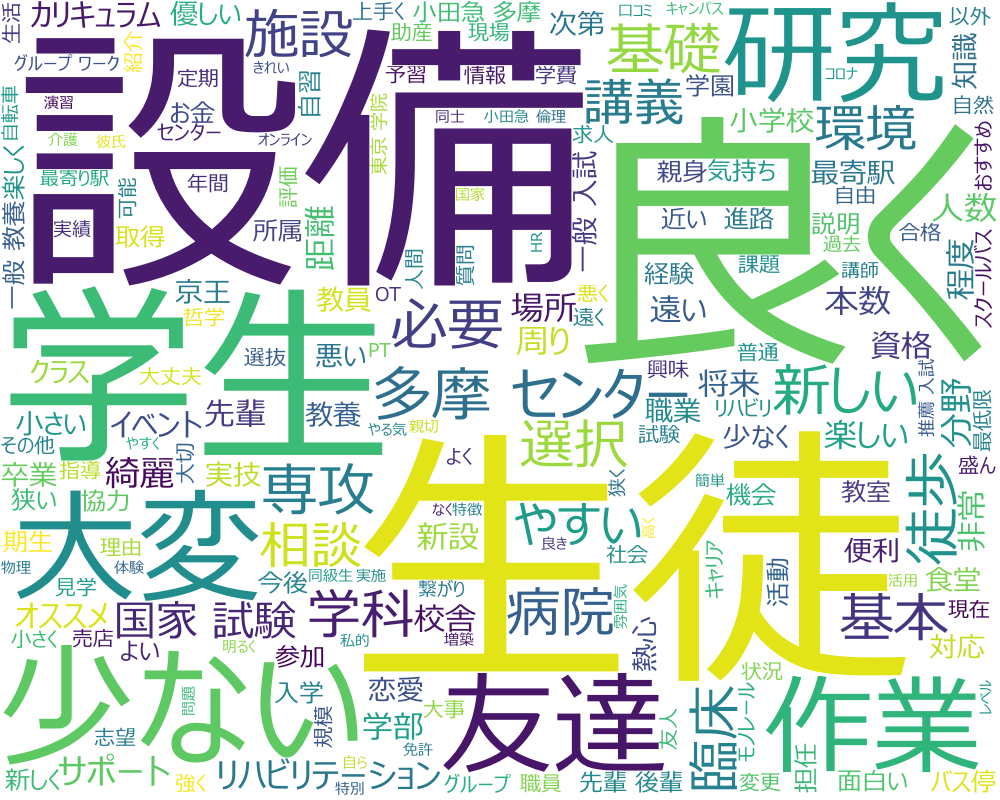 設備
良く
学生
生徒
研究
大変
少ない
友達
作業
施設
基礎
講義
環境
必要
多摩 センター
選択
新しい
専攻
やすい
相談
国家 試験
学科
病院
基本
臨床
徒歩
リハビリテーション
サポート
カリキュラム
優しい
上手く
小田急 多摩
次第
口コミ
キャンパス
以外
生活
グループ ワーク
紹介
助産
現場
きれい
定期
自習
予習
情報
学費
学園
コロナ
知識
自然
演習
お金
センター
オンライン
同士
小田急 倫理
求人
小学校
おすすめ
介護
彼氏
東京 学院
最寄り駅
年間
評価
国家
一般 入試
親身
気持ち
最寄駅
自由
人数
一般 教養
楽しく
自転車
可能
実績
取得
所属
距離
人間
質問
HR
近い
進路
説明
過去
合格
程度
スクールバス
経験
課題
講師
京王
教員
OT
場所
悪く
遠く
遠い
本数
哲学
周り
資格
クラス
選抜
悪い
PT
普通
大丈夫
興味
将来
小さい
イベント
先輩
教養
やる気
親切
職業
リハビリ
推薦 入試
分野
最低限
その他
やすく
大切
よく
試験
少なく
楽しい
卒業
指導
綺麗
実技
狭く
簡単
盛ん
狭い
協力
なく
特徴
機会
教室
非常
期生
理由
新設
良き
高く
社会
便利
物理
見学
体験
今後
同級生
実施
繋がり
雰囲気
キャリア
活動
活用
食堂
オススメ
校舎
現在
小さく
売店
よい
明るく
参加
私的
増築
熱心
対応
問題
入学
恋愛
大事
状況
レベル
志望
規模
学部
免許
友人
モノレール
新しく
強く
自ら
特別
グループ
職員
先輩 後輩
変更
担任
面白い
バス停